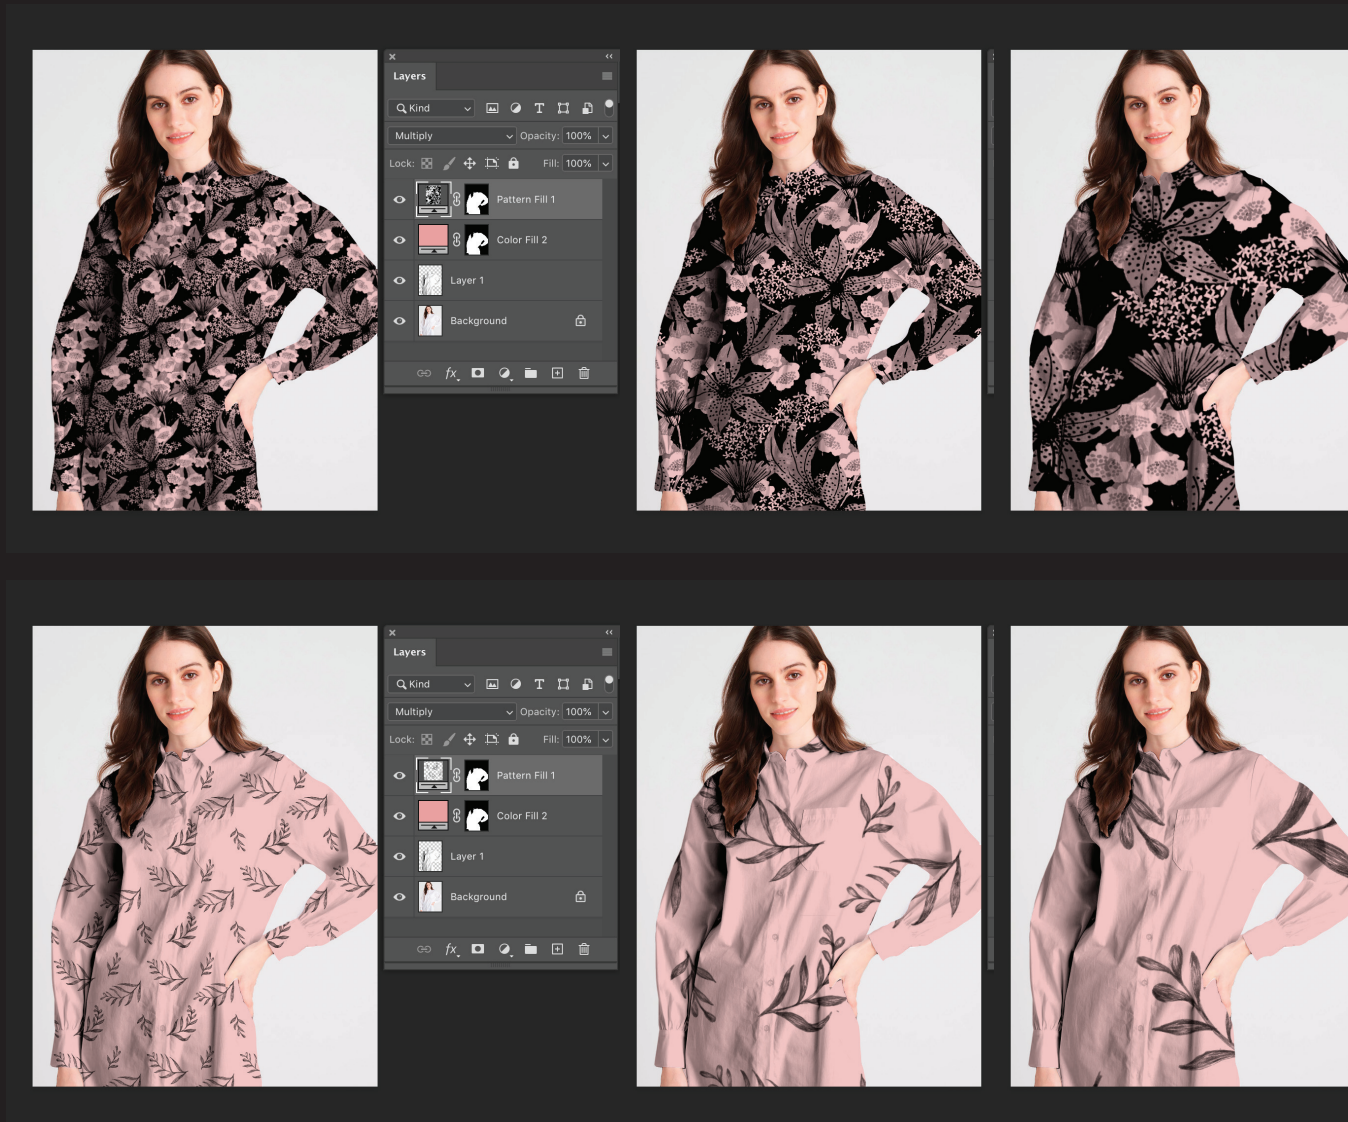 Layers
Kind
Multiply Opacity: 100%
Lock: Fill: 100%
Pattern Fill 1
Color Fill 2
Layer 1
Background
fx
Layers
Kind
Multiply Opacity: 100%
Lock: Fill: 100%
Pattern Fill 1
Color Fill 2
Layer 1
Background
fx